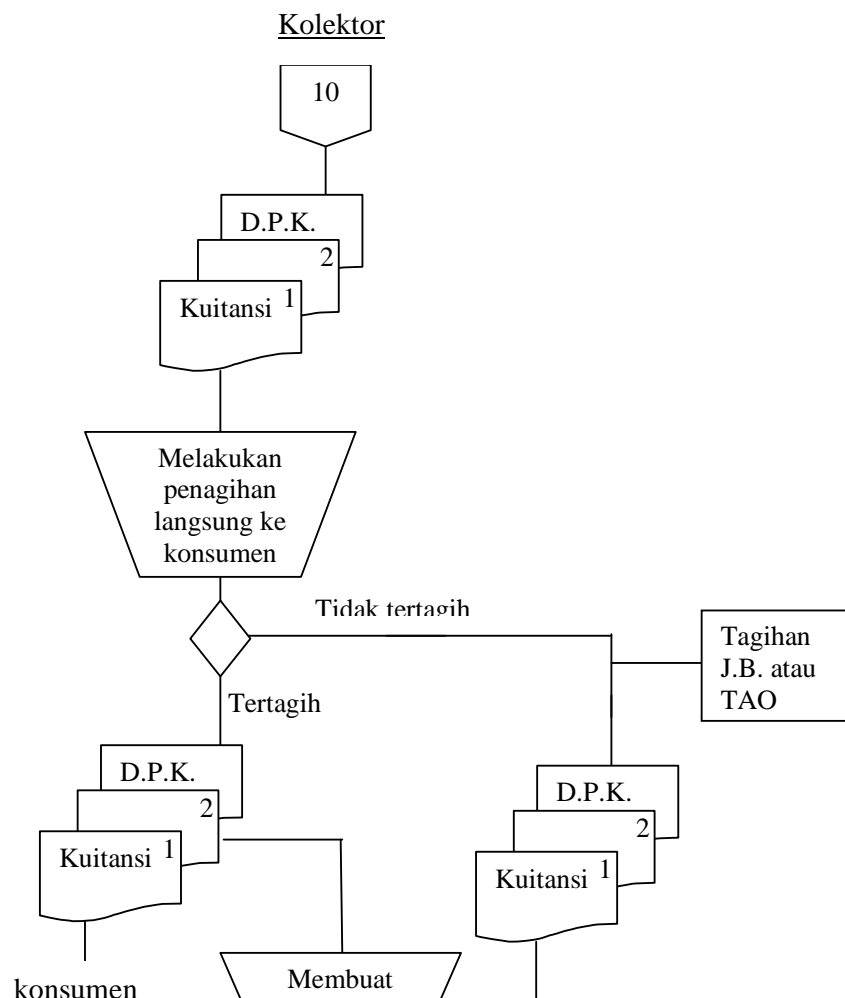 Kolektor
10
D.P.K.
2
Kuitansi 1
Melakukan
penagihan
langsung ke
konsumen
Tidak tertagih
Tagihan
J.B. atau
TAO
Tertagih
D.P.K.
2
Kuitansi 1
D.P.K.
2
Kuitansi 1
konsumen
Membuat